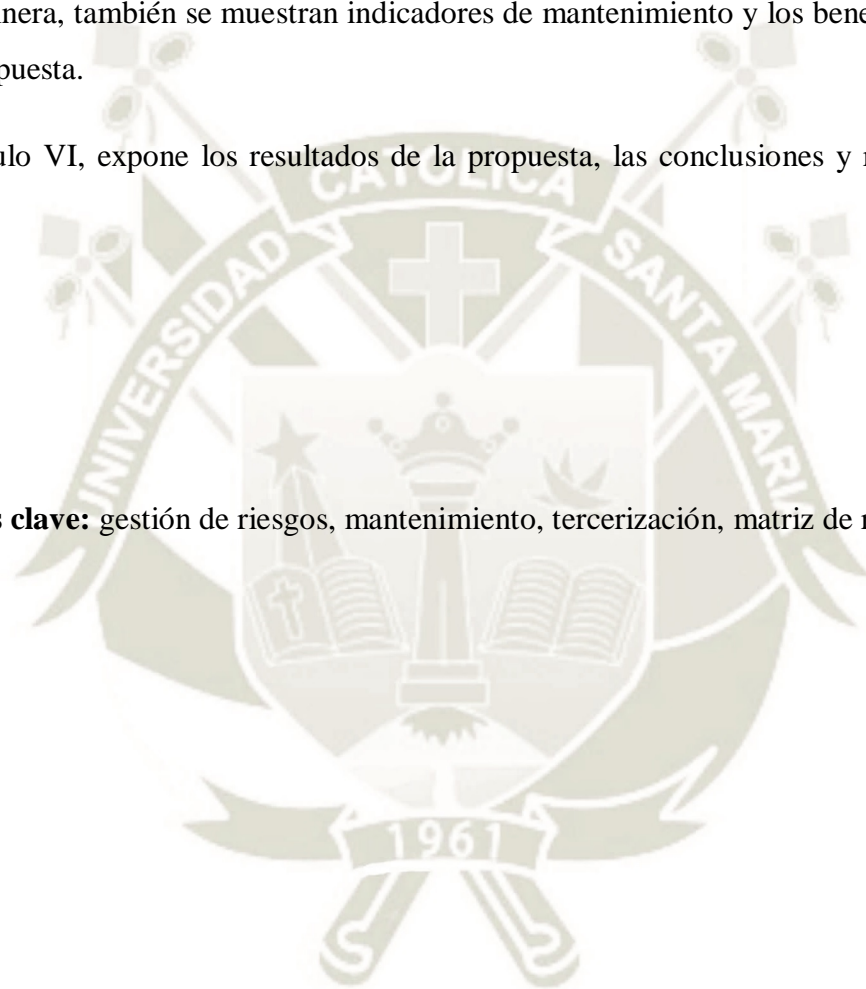 nera, también se muestran indicadores de mantenimiento y los bene
puesta.
ulo VI, expone los resultados de la propuesta, las conclusiones y
CATOLICA
UNIVERSIDAD
SANTA MARIA
s clave: gestión de riesgos, mantenimiento, tercerización, matriz de
1961